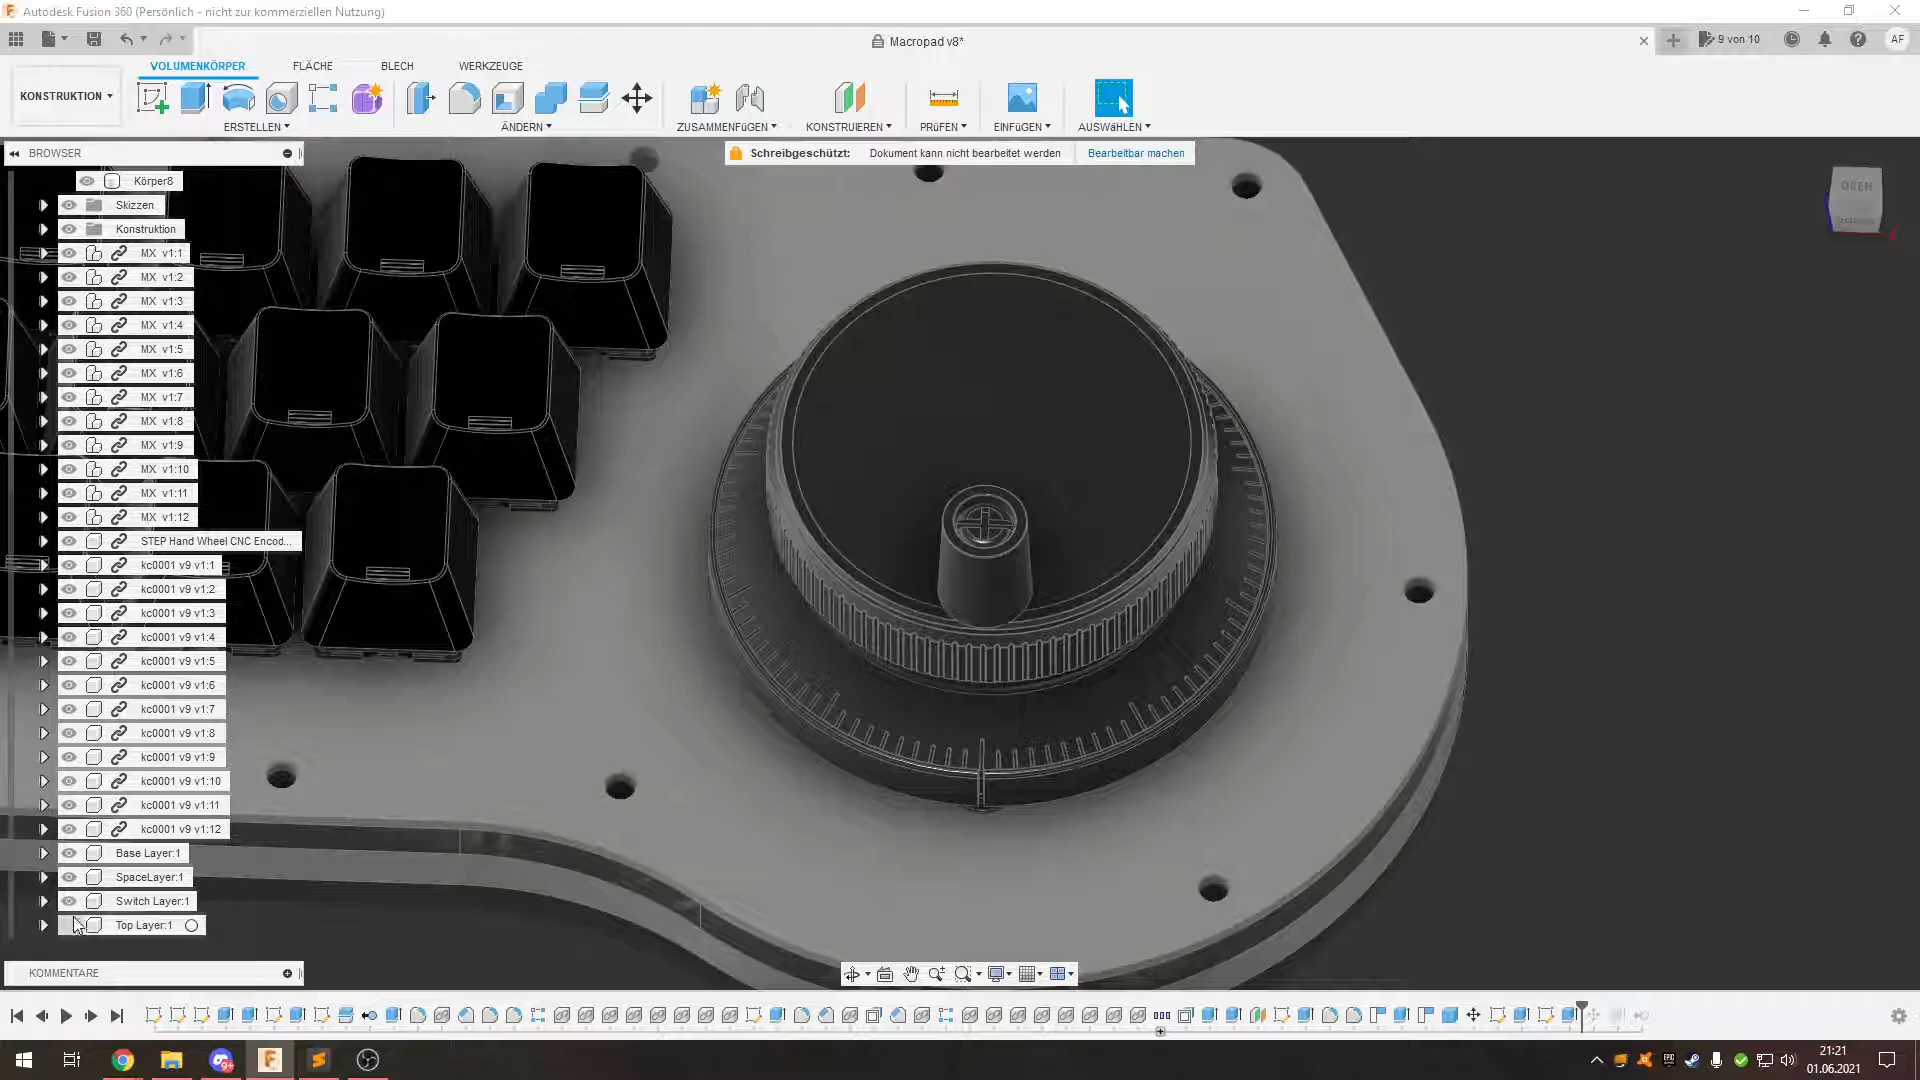 Autodesk Fusion 360 (Persönlich - nicht zur kommerziellen Nutzung)
Macropad v8*
9 von 10
AF
VOLUMENKÖRPER
FLÄCHE
BLECH
WERKZEUGE
KONSTRUKTION
ERSTELLEN
ÄNDERN
ZUSAMMENFüGEN
KONSTRUIEREN
PRüFEN
EINFüGEN
AUSWäHLEN
BROWSER
Schreibgeschützt: Dokument kann nicht bearbeitet werden Bearbeitbar machen
Körper8
Skizzen
Konstruktion
MX v1:1
MX v1:2
MX v1:3
MX v1:4
MX v1:5
MX v1:6
MX v1:7
MX v1:8
MX v1:9
MX v1:10
MX v1:11
MX v1:12
STEP Hand Wheel CNC Encod...
kc0001 v9 v1:1
kc0001 v9 v1:2
kc0001 v9 v1:3
kc0001 v9 v1:4
kc0001 v9 v1:5
kc0001 v9 v1:6
kc0001 v9 v1:7
kc0001 v9 v1:8
kc0001 v9 v1:9
kc0001 v9 v1:10
kc0001 v9 v1:11
kc0001 v9 v1:12
Base Layer:1
SpaceLayer:1
Switch Layer:1
Top Layer:1
KOMMENTARE
OBEN
9+
EPIC
21:21
01.06.2021